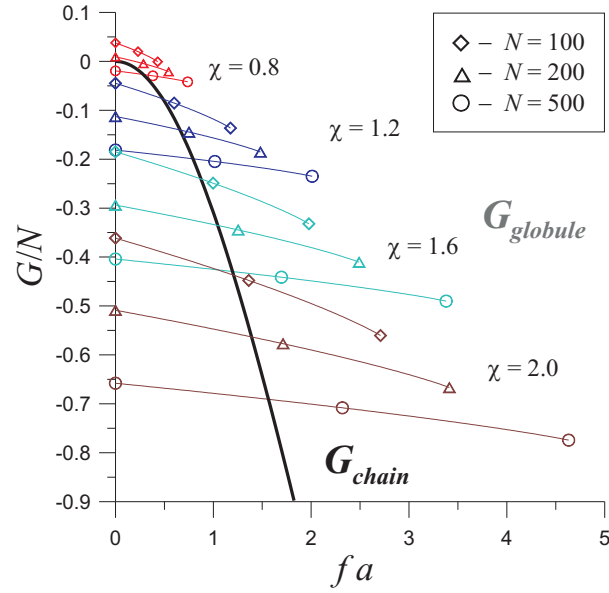 0.1
0
-0.1
-0.2
-0.3
-0.4
-0.5
-0.6
-0.7
-0.8
-0.9
G/N
0 1 2 3 4 5
f a
– N = 100
– N = 200
– N = 500
χ = 0.8
χ = 1.2
χ = 1.6
χ = 2.0
G_globule
G_chain